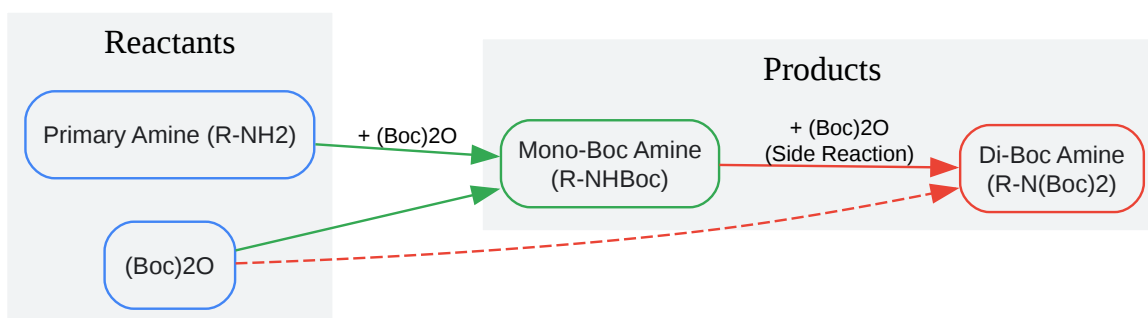 Reactants
Primary Amine (R-NH2)
(Boc)2O
+ (Boc)2O
Products
Mono-Boc Amine
(R-NHBoc)
+ (Boc)2O
(Side Reaction)
Di-Boc Amine
(R-N(Boc)2)